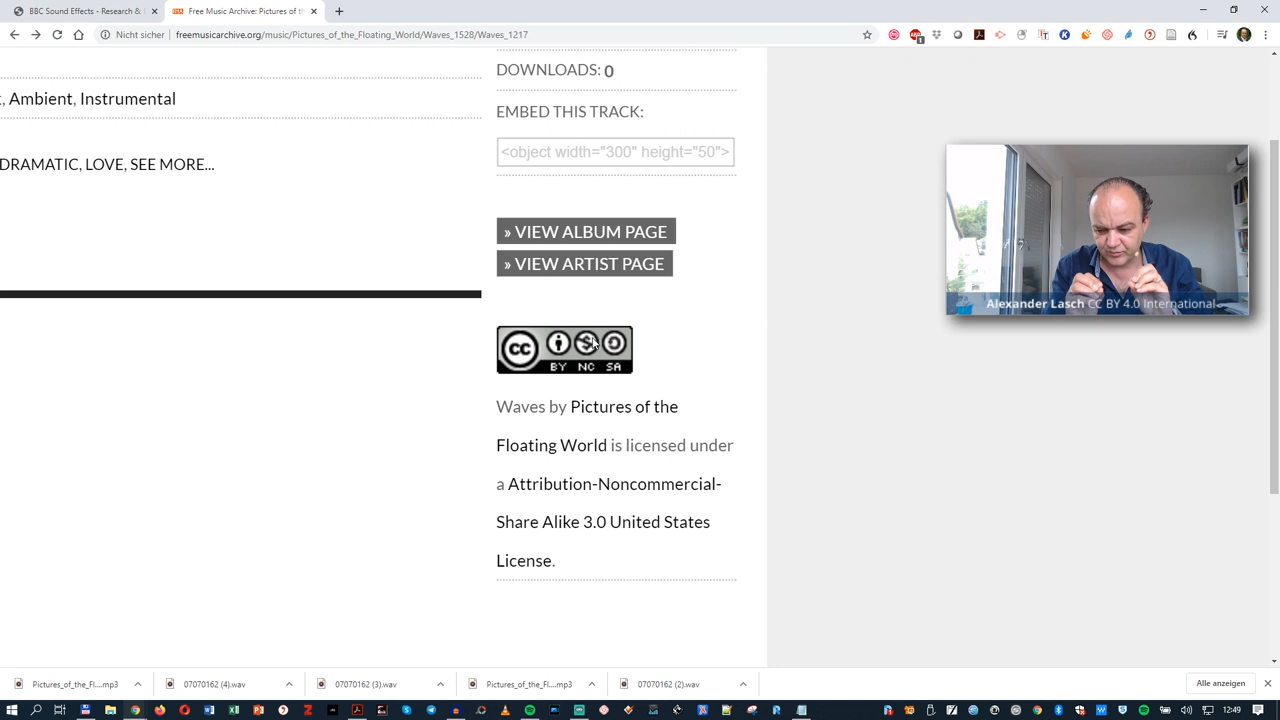 BBC Sound Effects - Research &
Free Music Archive: Pictures of the
Nicht sicher | freemusicarchive.org/music/Pictures_of_the_Floating_World/Waves_1528/Waves_1217
DOWNLOADS: 0
, Ambient, Instrumental
EMBED THIS TRACK:
<object width="300" height="50">
DRAMATIC, LOVE, SEE MORE...
» VIEW ALBUM PAGE
» VIEW ARTIST PAGE
Alexander Lasch CC BY 4.0 International
cc
BY NC SA
Waves by Pictures of the
Floating World is licensed under
a Attribution-Noncommercial-
Share Alike 3.0 United States
License.
Pictures_of_the_Fl....mp3
07070162 (4).wav
07070162 (3).wav
Pictures_of_the_Fl....mp3
07070162 (2).wav
Alle anzeigen
12:49